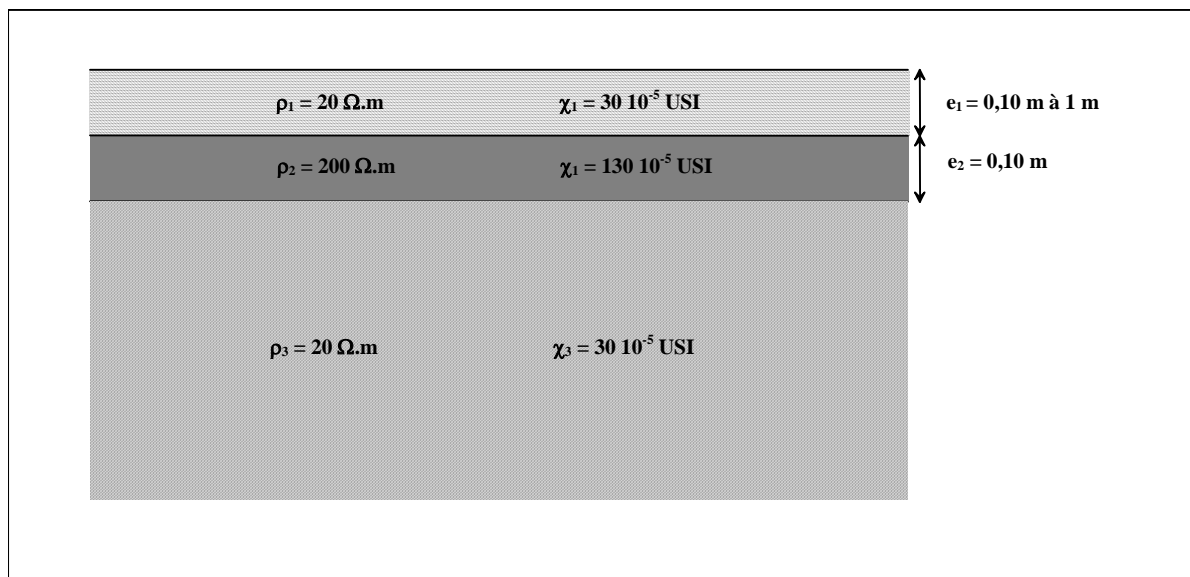 ρ₁ = 20 Ω.m χ₁ = 30 10⁻⁵ USI e₁ = 0,10 m à 1 m
ρ₂ = 200 Ω.m χ₁ = 130 10⁻⁵ USI e₂ = 0,10 m
ρ₃ = 20 Ω.m χ₃ = 30 10⁻⁵ USI